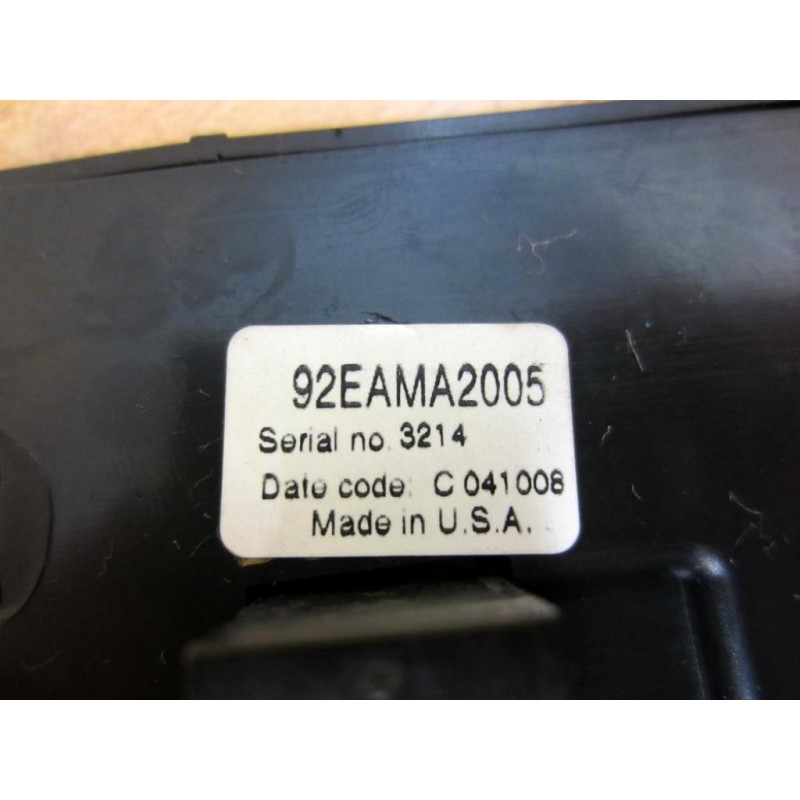 92EAMA2005
Serial no. 3214
Date code: C 041008
Made in U.S.A.